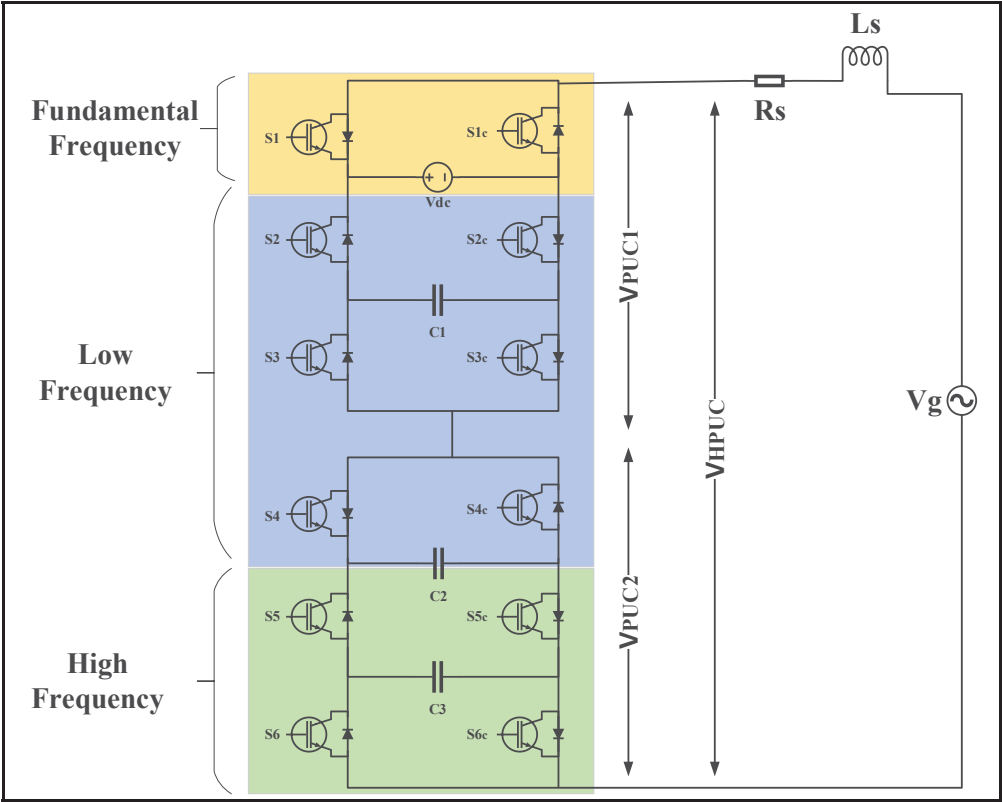 Ls
Rs
Fundamental
Frequency
S1
S1c
+ −
Vdc
S2
S2c
VPUC1
C1
Low
Frequency
S3
S3c
VHPUC
Vg
S4
S4c
C2
VPUC2
S5
S5c
High
Frequency
C3
S6
S6c